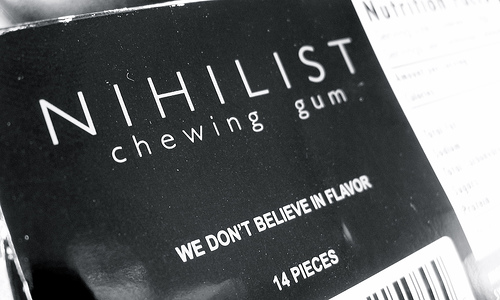 NIHILIST
chewing gum
WE DON'T BELIEVE IN FLAVOR
14 PIECES
Nutrition